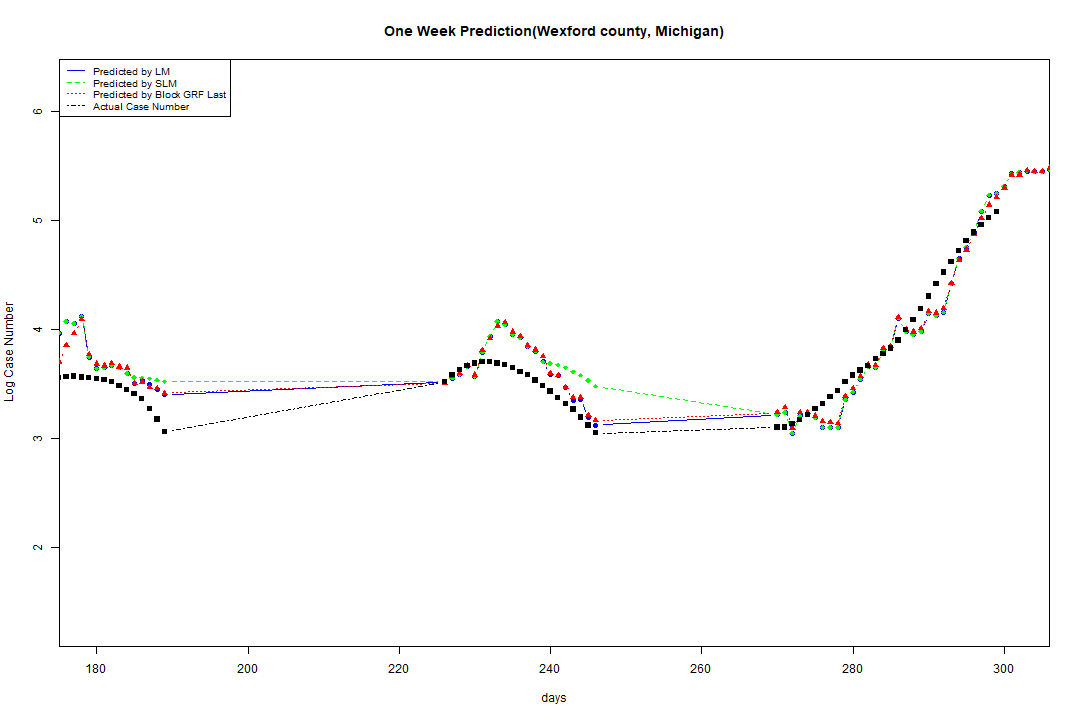 One Week Prediction(Wexford county, Michigan)
Predicted by LM
Predicted by SLM
Predicted by Block GRF Last
Actual Case Number
Log Case Number
6
5
4
3
2
180 200 220 240 260 280 300
days